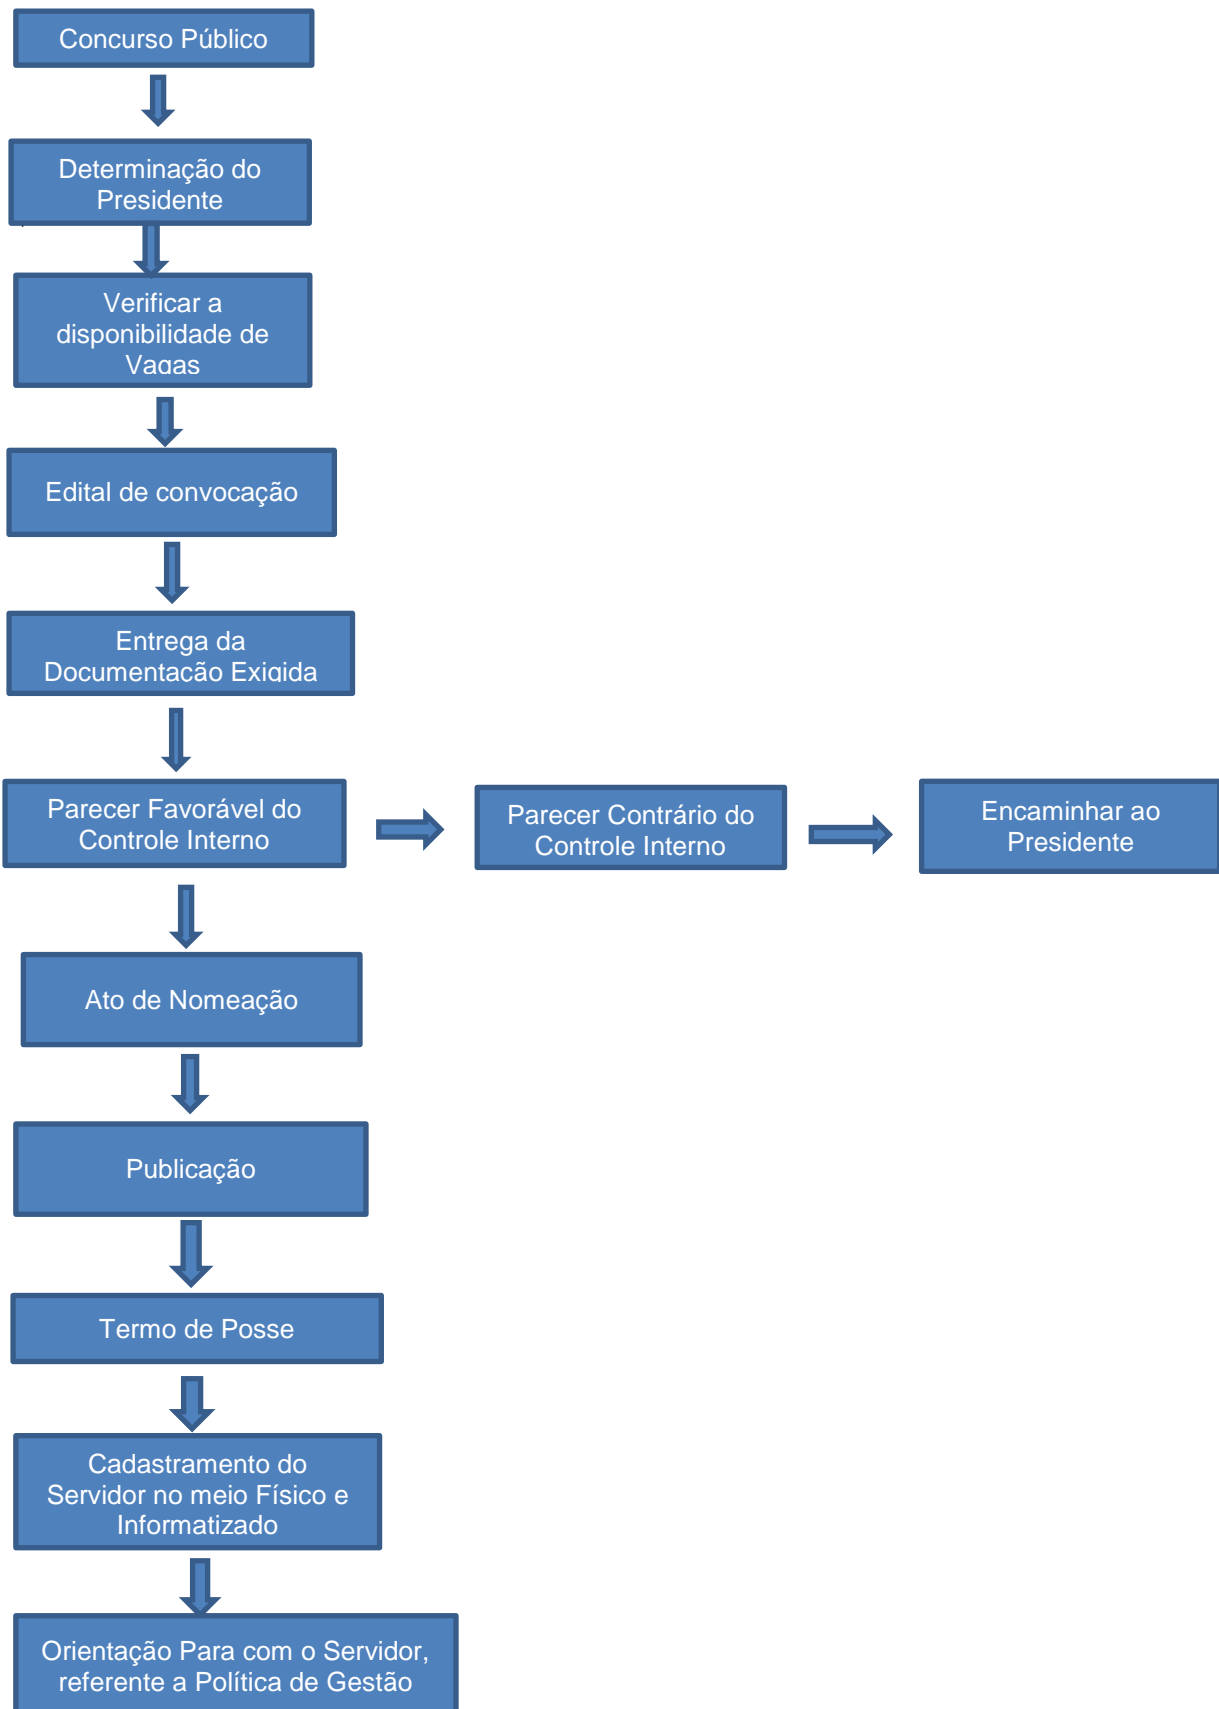 Concurso Público
Determinação do
Presidente
Verificar a
disponibilidade de
Vagas
Edital de convocação
Entrega da
Documentação Exigida
Parecer Favorável do
Controle Interno
Parecer Contrário do
Controle Interno
Encaminhar ao
Presidente
Ato de Nomeação
Publicação
Termo de Posse
Cadastramento do
Servidor no meio Físico e
Informatizado
Orientação Para com o Servidor,
referente a Política de Gestão